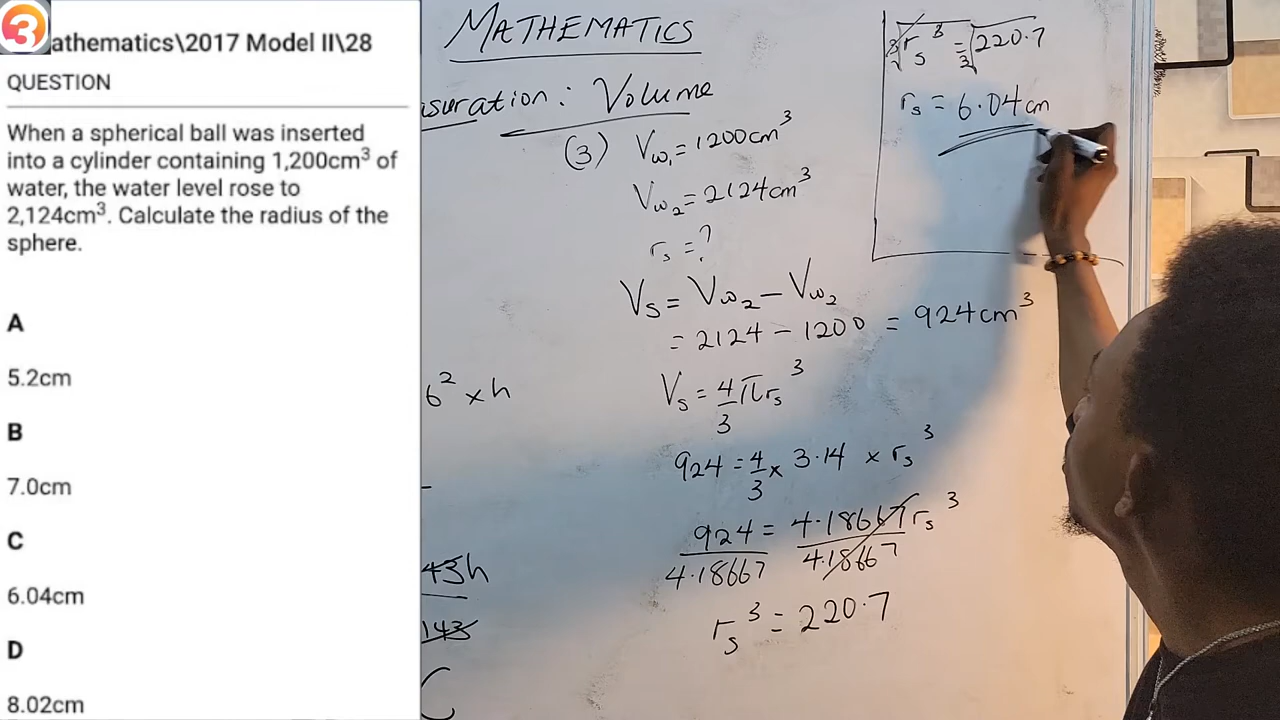 3
athematics\2017 Model II\28
QUESTION
When a spherical ball was inserted
into a cylinder containing 1,200cm³ of
water, the water level rose to
2,124cm³. Calculate the radius of the
sphere.
A
5.2cm
B
7.0cm
C
6.04cm
D
8.02cm
MATHEMATICS
suration: Volume
(3) Vw₁ = 1200cm³
Vw₂ = 2124cm³
rₛ = ?
Vₛ = Vw₂ - Vw₂
= 2124 - 1200 = 924cm³
Vₛ = 4/3 πrₛ³
924 = 4/3 x 3.14 x rₛ³
924/4.18667 = 4.18667rₛ³/4.18667
rₛ³ = 220.7
6² x h
43h
143
∛rₛ³ = ∛220.7
rₛ = 6.04cm